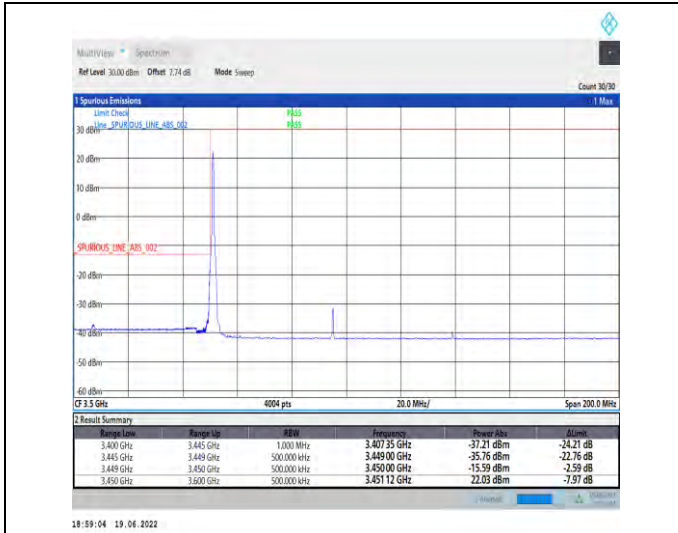 MultiView Spectrum
Ref Level 30.00 dBm Offset 7.74 dB Mode Sweep
Count 30/30
1 Spurious Emissions 1 Max
Limit Check PASS
Line _SPURIOUS_LINE_ABS_002 PASS
30 dBm
20 dBm
10 dBm
0 dBm
_SPURIOUS_LINE_ABS_002
-20 dBm
-30 dBm
-40 dBm
-50 dBm
-60 dBm
CF 3.5 GHz 4004 pts 20.0 MHz/ Span 200.0 MHz
2 Result Summary
Range Low Range Up RBW Frequency Power Abs ΔLimit
3.400 GHz 3.445 GHz 1.000 MHz 3.407 35 GHz -37.21 dBm -24.21 dB
3.445 GHz 3.449 GHz 500.000 kHz 3.449 00 GHz -35.76 dBm -22.76 dB
3.449 GHz 3.450 GHz 500.000 kHz 3.450 00 GHz -15.59 dBm -2.59 dB
3.450 GHz 3.600 GHz 500.000 kHz 3.451 12 GHz 22.03 dBm -7.97 dB
18:59:04 19.06.2022